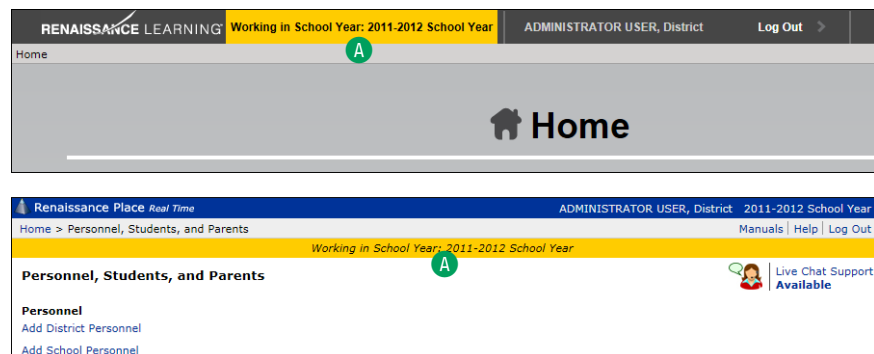 RENAISSANCE LEARNING Working in School Year: 2011-2012 School Year ADMINISTRATOR USER, District Log Out >
A
Home
Home
Renaissance Place Real Time ADMINISTRATOR USER, District 2011-2012 School Year
Home > Personnel, Students, and Parents Manuals | Help | Log Out
Working in School Year: 2011-2012 School Year
A
Personnel, Students, and Parents Live Chat Support
Available
Personnel
Add District Personnel
Add School Personnel